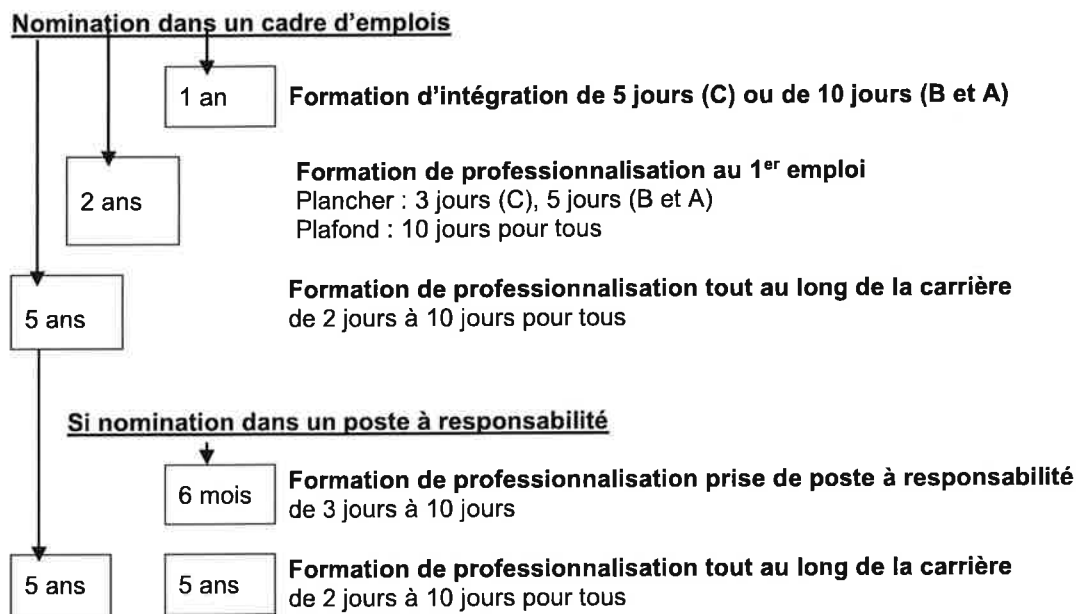 Nomination dans un cadre d'emplois
1 an
Formation d'intégration de 5 jours (C) ou de 10 jours (B et A)
2 ans
Formation de professionnalisation au 1er emploi
Plancher : 3 jours (C), 5 jours (B et A)
Plafond : 10 jours pour tous
5 ans
Formation de professionnalisation tout au long de la carrière
de 2 jours à 10 jours pour tous
Si nomination dans un poste à responsabilité
6 mois
Formation de professionnalisation prise de poste à responsabilité
de 3 jours à 10 jours
5 ans
5 ans
Formation de professionnalisation tout au long de la carrière
de 2 jours à 10 jours pour tous